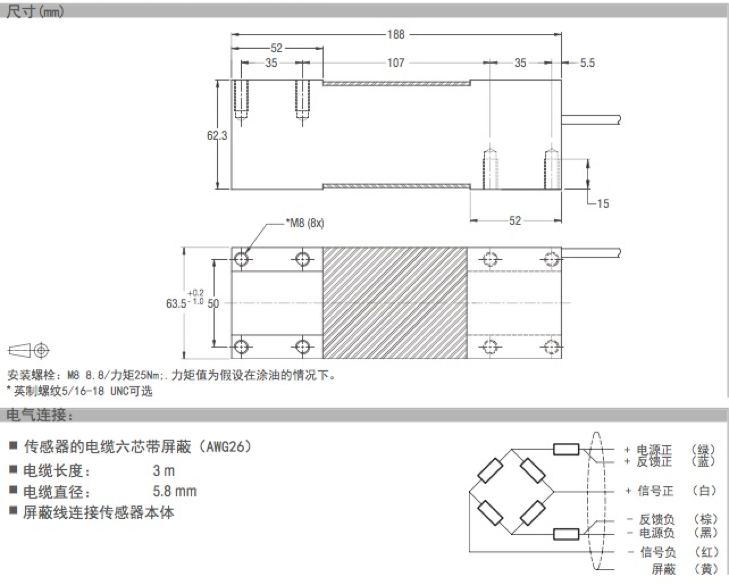 尺寸(mm)
188
52
35 107 35 5.5
62.3
15
52
*M8 (8x)
63.5 +0.2 -1.0 50
安装螺栓：M8 8.8/力矩25Nm;.力矩值为假设在涂油的情况下。
*英制螺纹5/16-18 UNC可选
电气连接：
■ 传感器的电缆六芯带屏蔽（AWG26）
■ 电缆长度： 3 m
■ 电缆直径： 5.8 mm
■ 屏蔽线连接传感器本体
+ 电源正 （绿）
+ 反馈正 （蓝）
+ 信号正 （白）
- 反馈负 （棕）
- 电源负 （黑）
- 信号负 （红）
屏蔽 （黄）